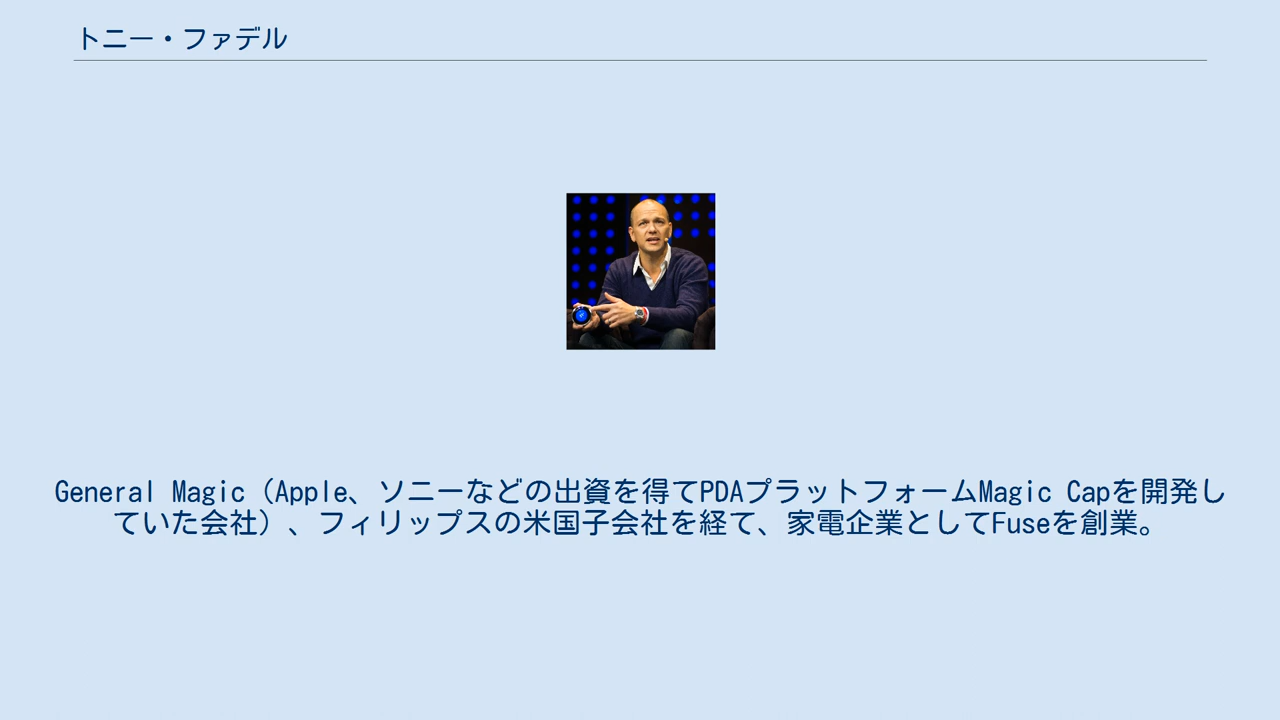 トニー・ファデル
General Magic（Apple、ソニーなどの出資を得てPDAプラットフォームMagic Capを開発し
ていた会社）、フィリップスの米国子会社を経て、家電企業としてFuseを創業。